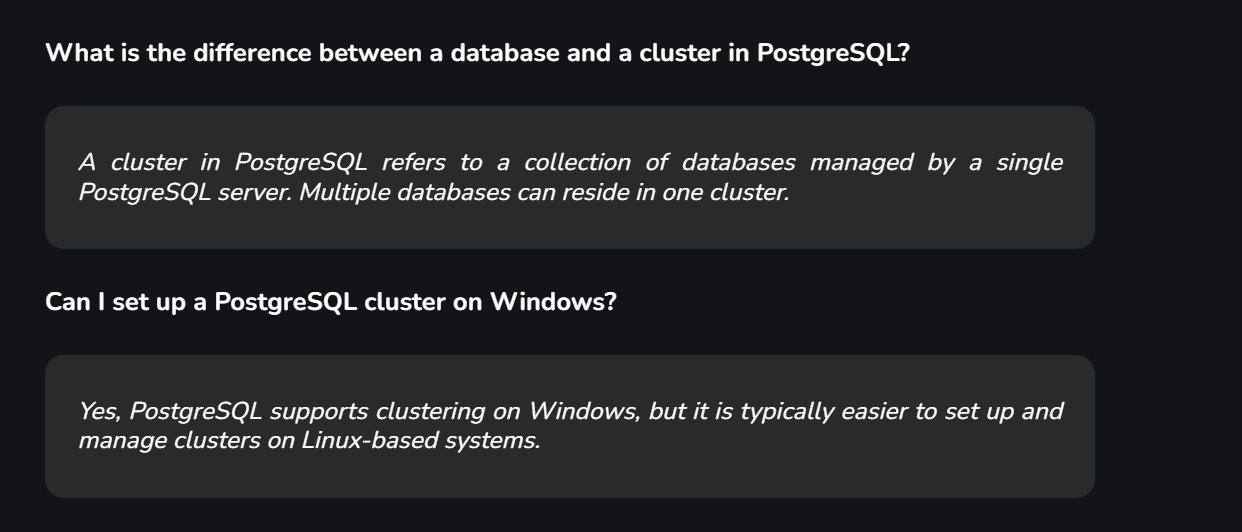 What is the difference between a database and a cluster in PostgreSQL?
A cluster in PostgreSQL refers to a collection of databases managed by a single
PostgreSQL server. Multiple databases can reside in one cluster.
Can I set up a PostgreSQL cluster on Windows?
Yes, PostgreSQL supports clustering on Windows, but it is typically easier to set up and
manage clusters on Linux-based systems.